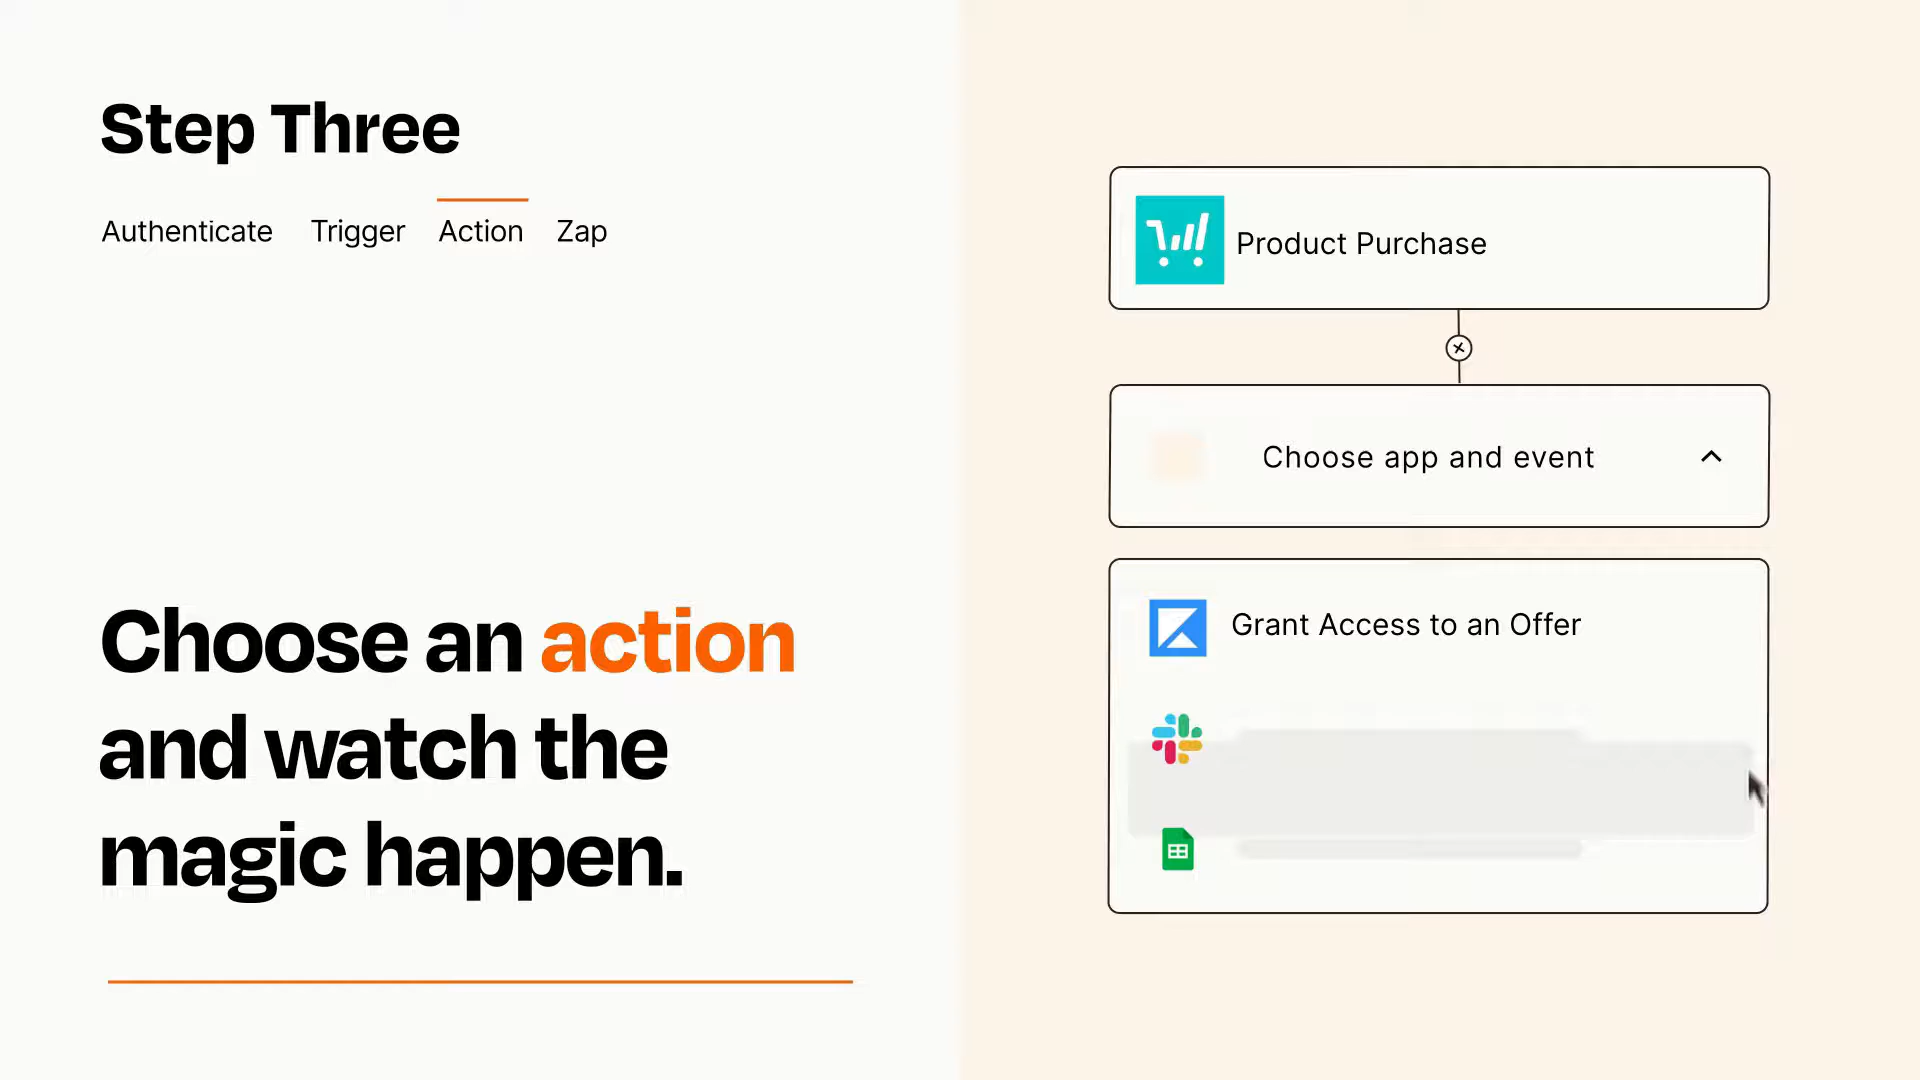 Step Three
Authenticate Trigger Action Zap
Choose an action
and watch the
magic happen.
Product Purchase
Choose app and event
Grant Access to an Offer